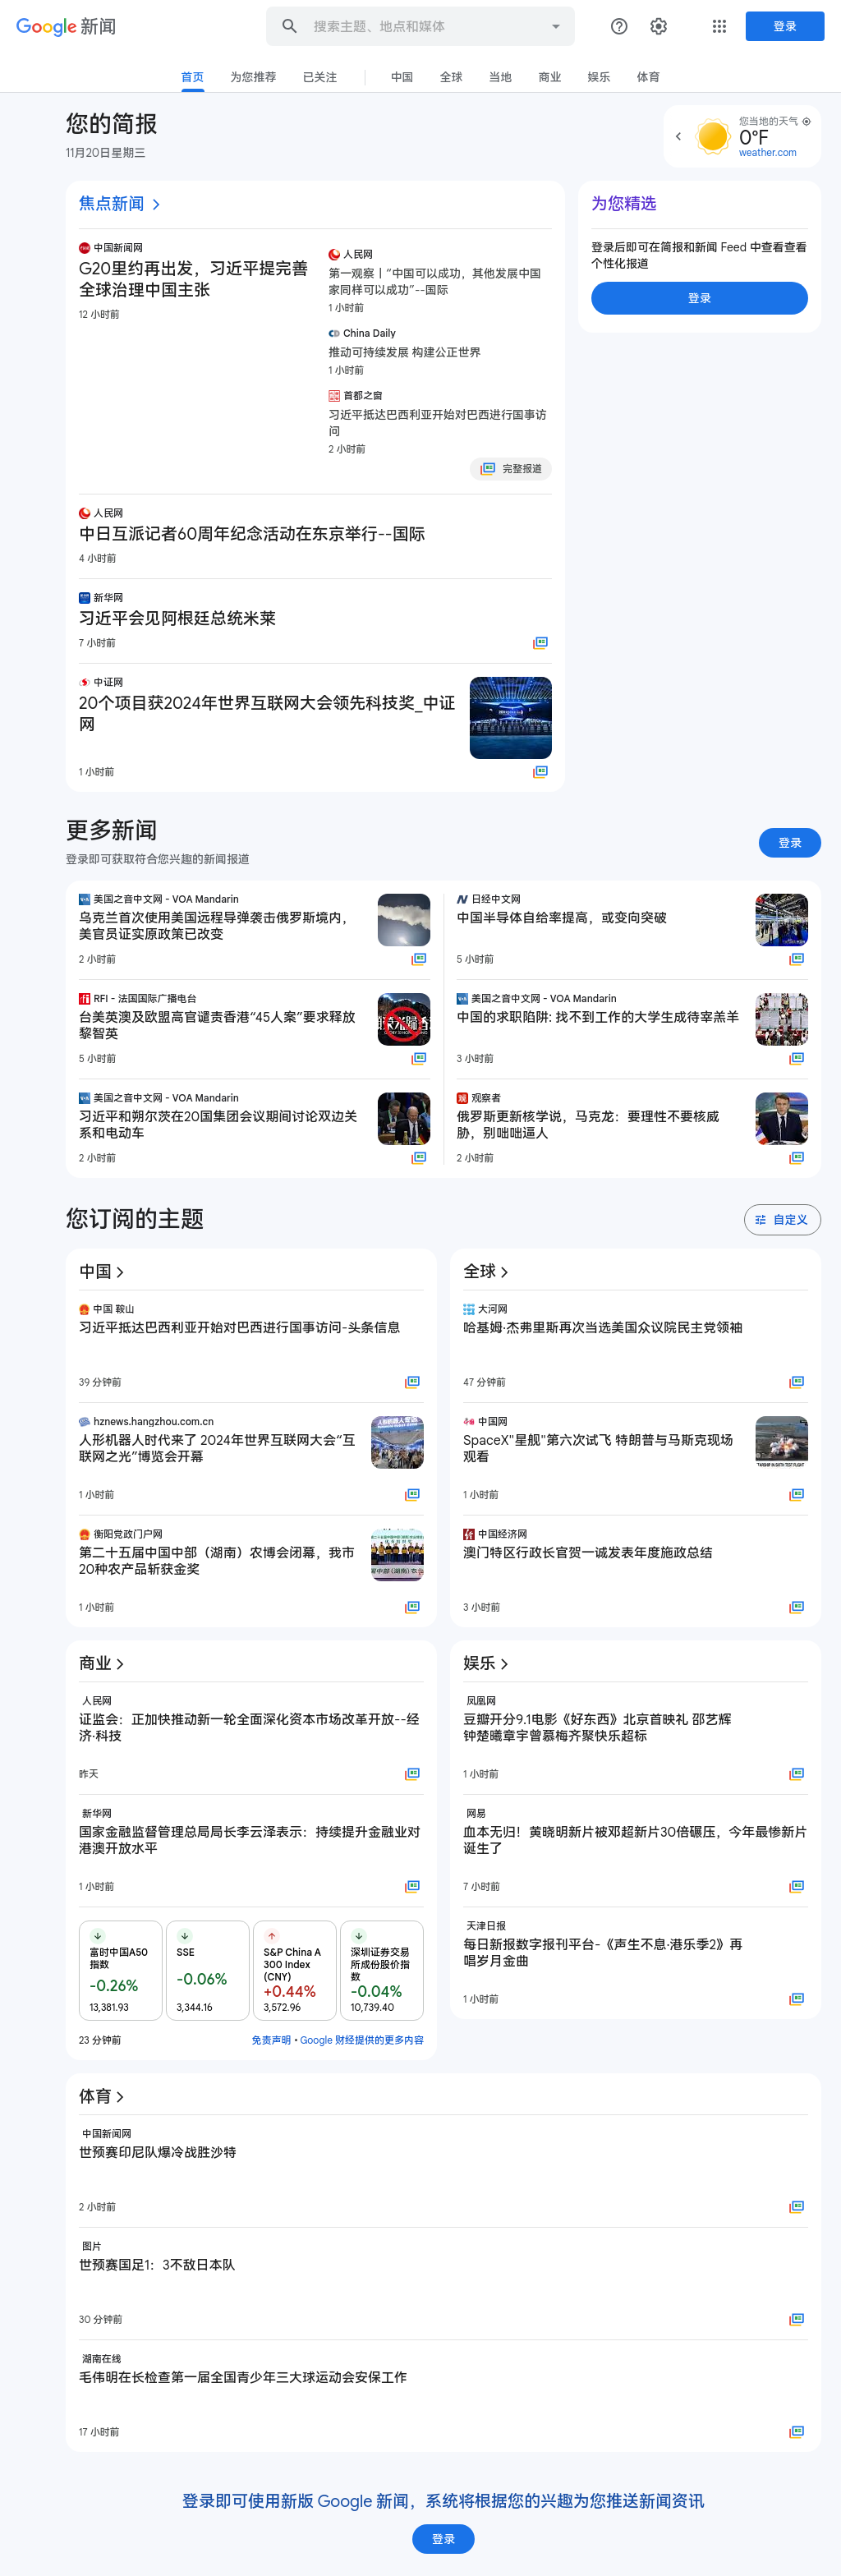 Google 新闻
搜索主题、地点和媒体
登录
首页
为您推荐
已关注
中国
全球
当地
商业
娱乐
体育
您的简报
11月20日星期三
您当地的天气
0°F
weather.com
焦点新闻
中国新闻网
G20里约再出发，习近平提完善
全球治理中国主张
12 小时前
人民网
第一观察丨“中国可以成功，其他发展中国
家同样可以成功”--国际
1 小时前
China Daily
推动可持续发展 构建公正世界
1 小时前
首都之窗
习近平抵达巴西利亚开始对巴西进行国事访
问
2 小时前
完整报道
人民网
中日互派记者60周年纪念活动在东京举行--国际
4 小时前
新华网
习近平会见阿根廷总统米莱
7 小时前
中证网
20个项目获2024年世界互联网大会领先科技奖_中证
网
1 小时前
为您精选
登录后即可在简报和新闻 Feed 中查看查看
个性化报道
登录
更多新闻
登录即可获取符合您兴趣的新闻报道
登录
美国之音中文网 - VOA Mandarin
乌克兰首次使用美国远程导弹袭击俄罗斯境内，
美官员证实原政策已改变
2 小时前
RFI - 法国国际广播电台
台美英澳及欧盟高官谴责香港“45人案”要求释放
黎智英
5 小时前
美国之音中文网 - VOA Mandarin
习近平和朔尔茨在20国集团会议期间讨论双边关
系和电动车
2 小时前
日经中文网
中国半导体自给率提高，或变向突破
5 小时前
美国之音中文网 - VOA Mandarin
中国的求职陷阱: 找不到工作的大学生成待宰羔羊
3 小时前
观察者
俄罗斯更新核学说，马克龙：要理性不要核威
胁，别咄咄逼人
2 小时前
您订阅的主题
自定义
中国
中国 鞍山
习近平抵达巴西利亚开始对巴西进行国事访问-头条信息
39 分钟前
hznews.hangzhou.com.cn
人形机器人时代来了 2024年世界互联网大会“互
联网之光”博览会开幕
1 小时前
衡阳党政门户网
第二十五届中国中部（湖南）农博会闭幕，我市
20种农产品斩获金奖
1 小时前
全球
大河网
哈基姆·杰弗里斯再次当选美国众议院民主党领袖
47 分钟前
中国网
SpaceX"星舰"第六次试飞 特朗普与马斯克现场
观看
1 小时前
中国经济网
澳门特区行政长官贺一诚发表年度施政总结
3 小时前
商业
人民网
证监会：正加快推动新一轮全面深化资本市场改革开放--经
济·科技
昨天
新华网
国家金融监督管理总局局长李云泽表示：持续提升金融业对
港澳开放水平
1 小时前
富时中国A50
指数
-0.26%
13,381.93
SSE
-0.06%
3,344.16
S&P China A
300 Index
(CNY)
+0.44%
3,572.96
深圳证券交易
所成份股价指
数
-0.04%
10,739.40
23 分钟前
免责声明 • Google 财经提供的更多内容
娱乐
凤凰网
豆瓣开分9.1电影《好东西》北京首映礼 邵艺辉
钟楚曦章宇曾慕梅齐聚快乐超标
1 小时前
网易
血本无归！黄晓明新片被邓超新片30倍碾压，今年最惨新片
诞生了
7 小时前
天津日报
每日新报数字报刊平台-《声生不息·港乐季2》再
唱岁月金曲
1 小时前
体育
中国新闻网
世预赛印尼队爆冷战胜沙特
2 小时前
图片
世预赛国足1：3不敌日本队
30 分钟前
湖南在线
毛伟明在长检查第一届全国青少年三大球运动会安保工作
17 小时前
登录即可使用新版 Google 新闻，系统将根据您的兴趣为您推送新闻资讯
登录